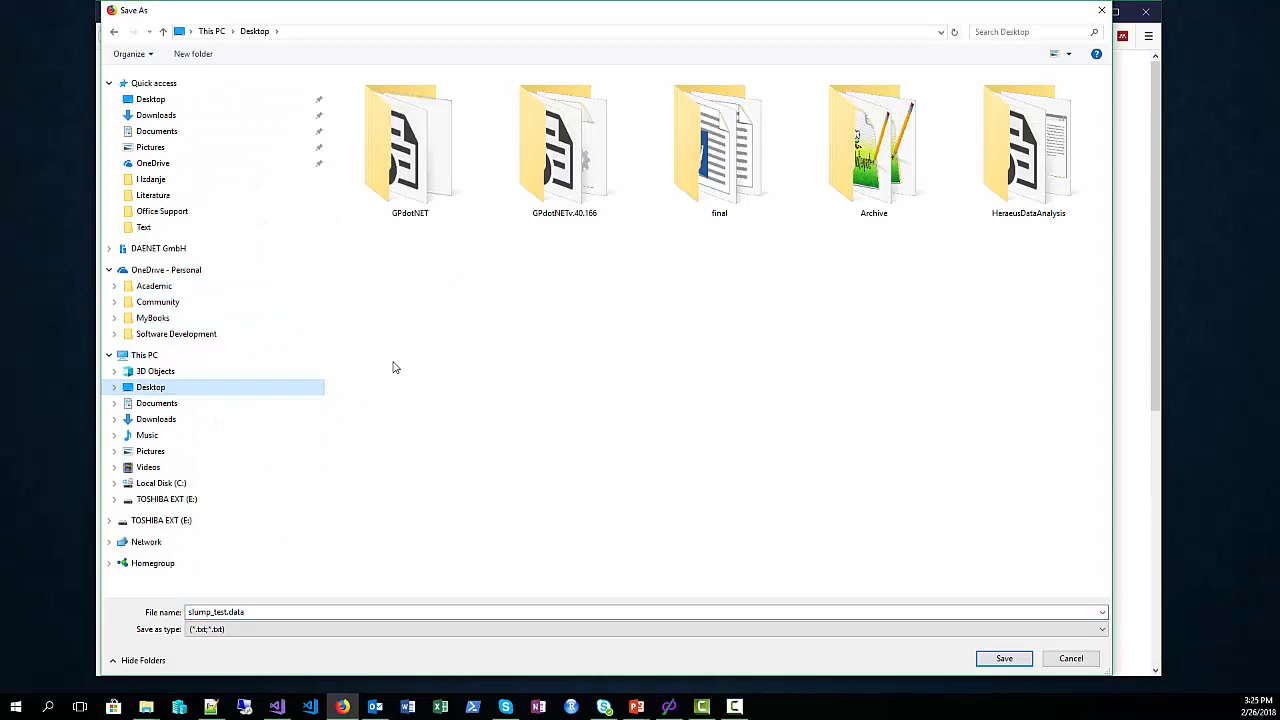 Save As
This PC
Desktop
Search Desktop
Organize
New folder
Quick access
Desktop
Downloads
Documents
Pictures
OneDrive
I Izdanje
Literatura
Office Support
Text
DAENET GmbH
OneDrive - Personal
Academic
Community
MyBooks
Software Development
This PC
3D Objects
Desktop
Documents
Downloads
Music
Pictures
Videos
Local Disk (C:)
TOSHIBA EXT (E:)
TOSHIBA EXT (E:)
Network
Homegroup
GPdotNET
GPdotNETv.40.166
final
Archive
HeraeusDataAnalysis
File name: slump_test.data
Save as type: (*.txt;*.txt)
Hide Folders
Save
Cancel
3:25 PM
2/26/2018